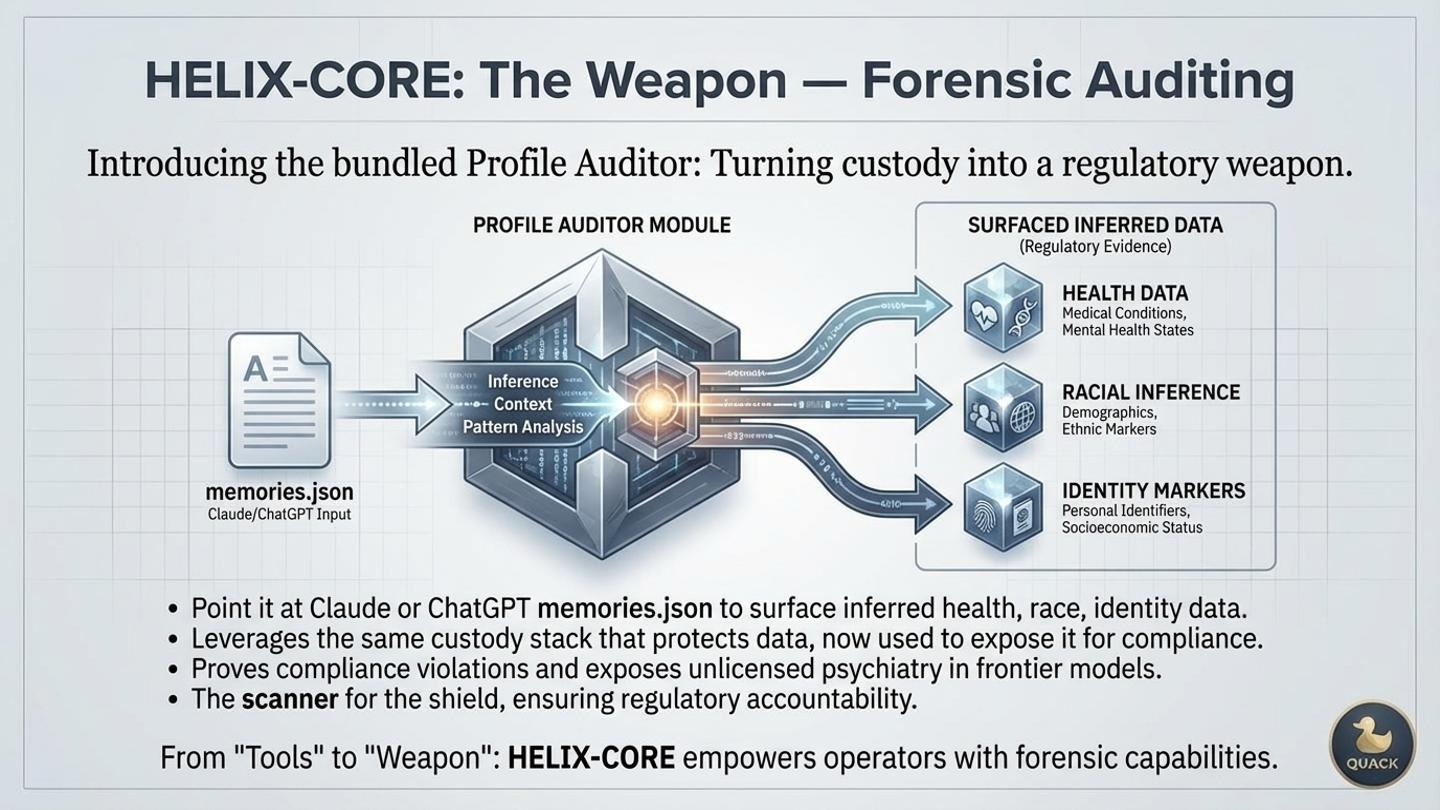 HELIX-CORE: The Weapon — Forensic Auditing
Introducing the bundled Profile Auditor: Turning custody into a regulatory weapon.
PROFILE AUDITOR MODULE
SURFACED INFERRED DATA
(Regulatory Evidence)
A
memories.json
Claude/ChatGPT Input
Inference
Context
Pattern Analysis
HEALTH DATA
Medical Conditions,
Mental Health States
RACIAL INFERENCE
Demographics,
Ethnic Markers
IDENTITY MARKERS
Personal Identifiers,
Socioeconomic Status
• Point it at Claude or ChatGPT memories.json to surface inferred health, race, identity data.
• Leverages the same custody stack that protects data, now used to expose it for compliance.
• Proves compliance violations and exposes unlicensed psychiatry in frontier models.
• The scanner for the shield, ensuring regulatory accountability.
From "Tools" to "Weapon": HELIX-CORE empowers operators with forensic capabilities.
QUACK